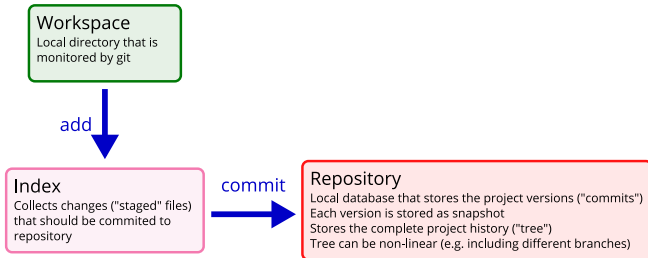 Workspace
Local directory that is
monitored by git
add
Index
Collects changes ("staged" files)
that should be commited to
repository
commit
Repository
Local database that stores the project versions ("commits")
Each version is stored as snapshot
Stores the complete project history ("tree")
Tree can be non-linear (e.g. including different branches)